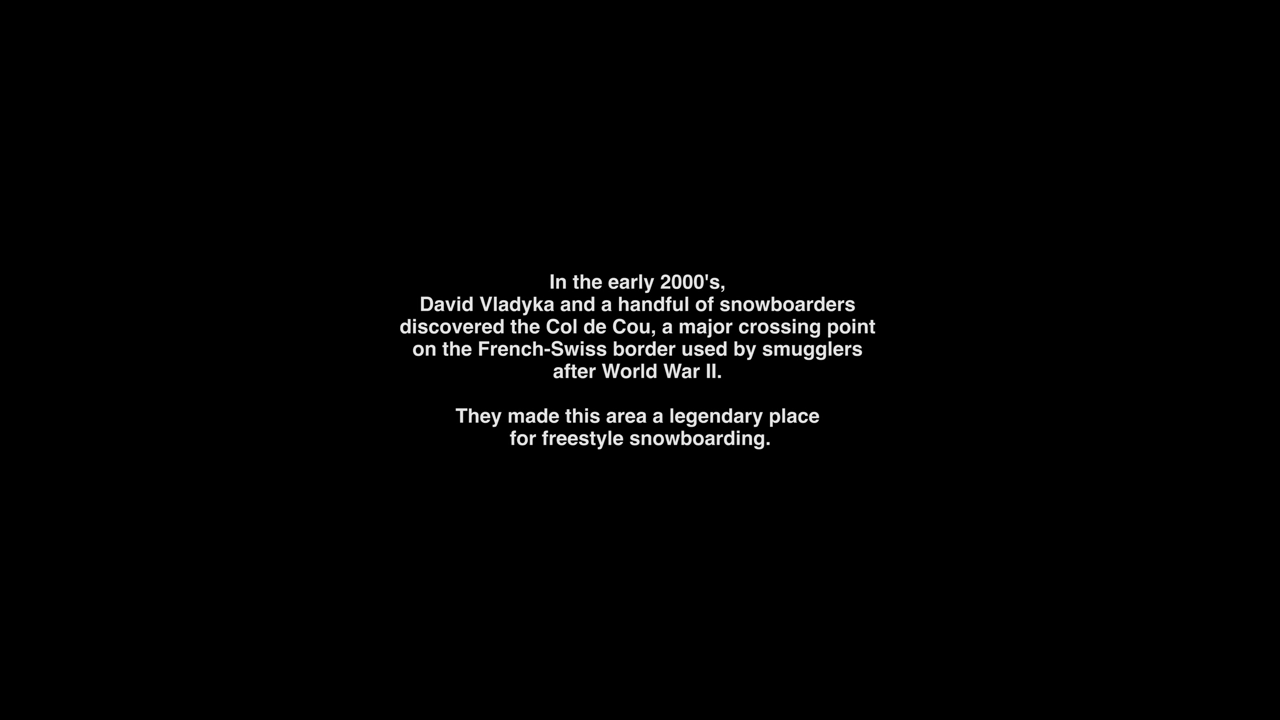 In the early 2000's,
David Vladyka and a handful of snowboarders
discovered the Col de Cou, a major crossing point
on the French-Swiss border used by smugglers
after World War II.
They made this area a legendary place
for freestyle snowboarding.